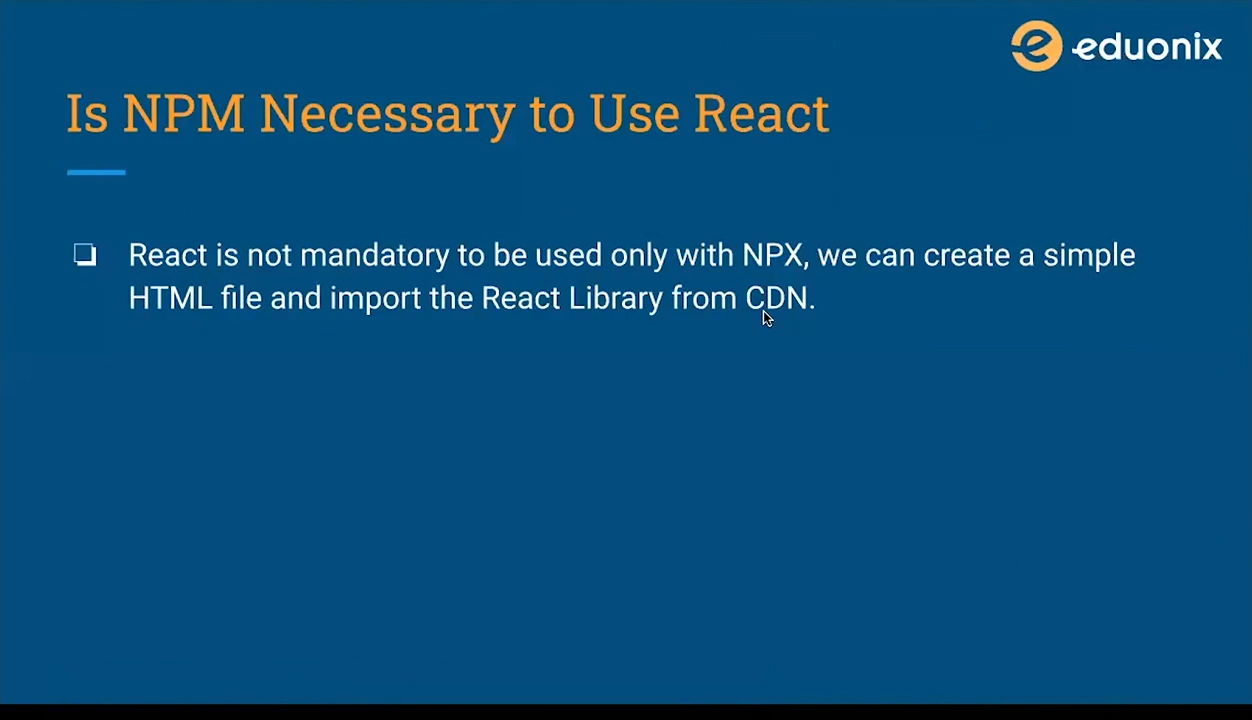 eduonix
Is NPM Necessary to Use React
React is not mandatory to be used only with NPX, we can create a simple
HTML file and import the React Library from CDN.